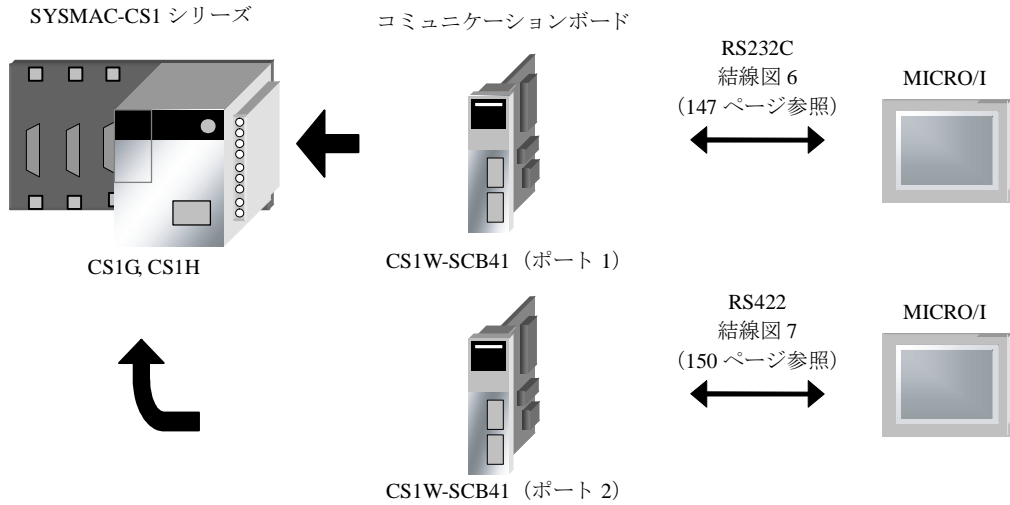 SYSMAC-CS1 シリーズ
コミュニケーションボード
RS232C
結線図 6
（147 ページ参照）
MICRO/I
CS1G, CS1H
CS1W-SCB41（ポート 1）
RS422
結線図 7
（150 ページ参照）
MICRO/I
CS1W-SCB41（ポート 2）